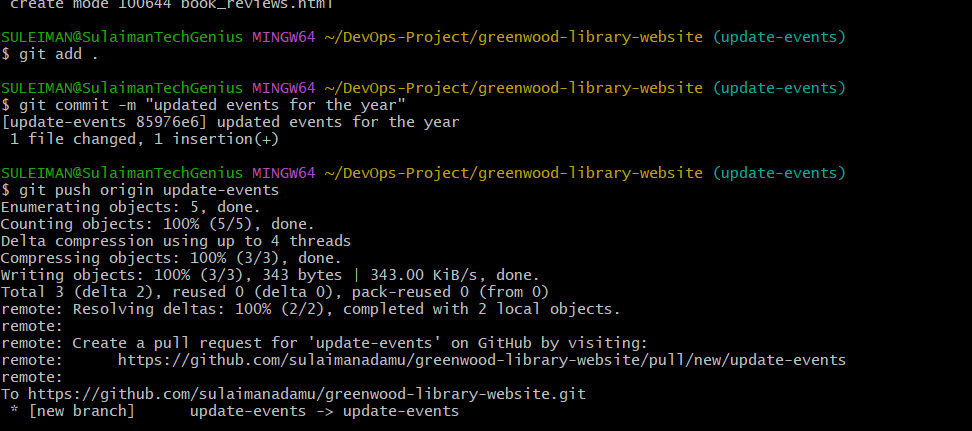 create mode 100644 book_reviews.html
SULEIMAN@SulaimanTechGenius MINGW64 ~/DevOps-Project/greenwood-library-website (update-events)
$ git add .
SULEIMAN@SulaimanTechGenius MINGW64 ~/DevOps-Project/greenwood-library-website (update-events)
$ git commit -m "updated events for the year"
[update-events 85976e6] updated events for the year
1 file changed, 1 insertion(+)
SULEIMAN@SulaimanTechGenius MINGW64 ~/DevOps-Project/greenwood-library-website (update-events)
$ git push origin update-events
Enumerating objects: 5, done.
Counting objects: 100% (5/5), done.
Delta compression using up to 4 threads
Compressing objects: 100% (3/3), done.
Writing objects: 100% (3/3), 343 bytes | 343.00 KiB/s, done.
Total 3 (delta 2), reused 0 (delta 0), pack-reused 0 (from 0)
remote: Resolving deltas: 100% (2/2), completed with 2 local objects.
remote:
remote: Create a pull request for 'update-events' on GitHub by visiting:
remote:      https://github.com/sulaimanadamu/greenwood-library-website/pull/new/update-events
remote:
To https://github.com/sulaimanadamu/greenwood-library-website.git
* [new branch]      update-events -> update-events